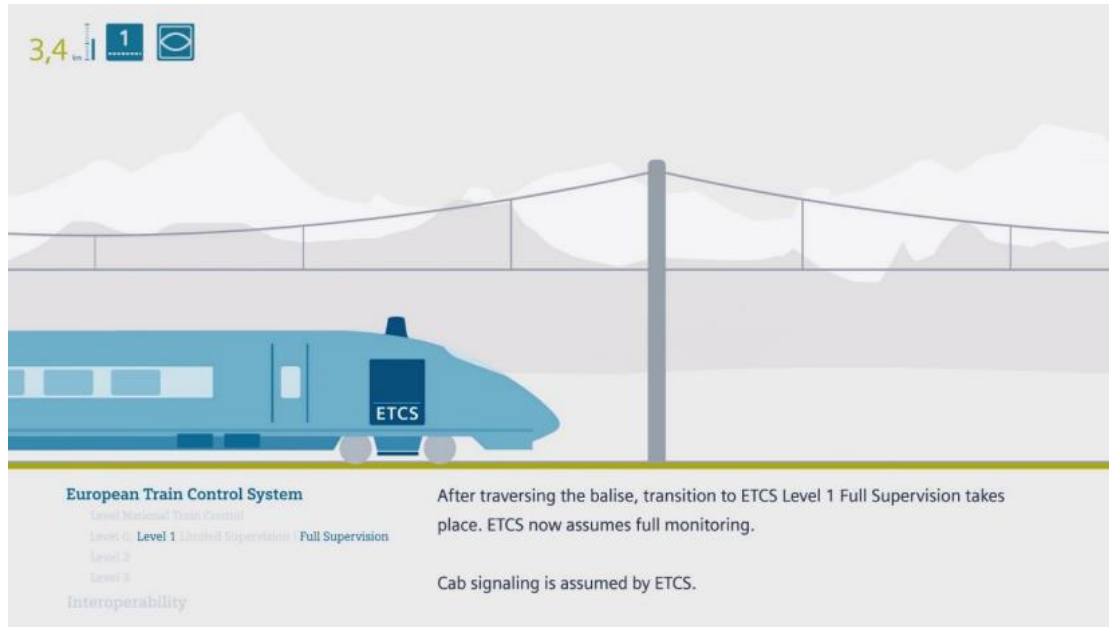 3,4 km
1
ETCS
European Train Control System
Level National Train Control
Level 0, Level 1 Limited Supervision | Full Supervision
Level 2
Level 3
Interoperability
After traversing the balise, transition to ETCS Level 1 Full Supervision takes
place. ETCS now assumes full monitoring.
Cab signaling is assumed by ETCS.